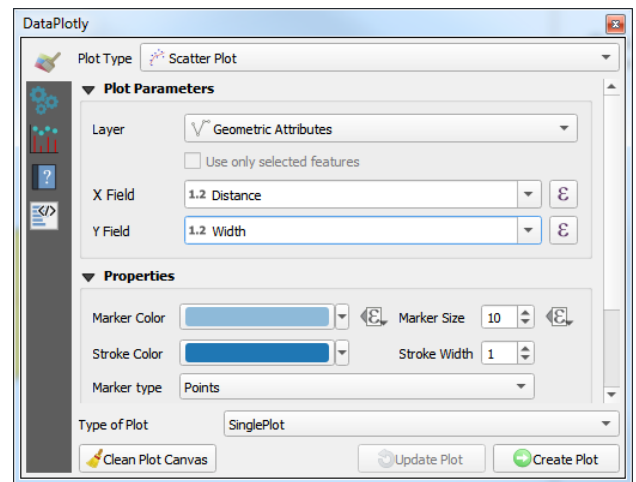 DataPlotly
Plot Type Scatter Plot
Plot Parameters
Layer Geometric Attributes
Use only selected features
X Field 1.2 Distance ε
Y Field 1.2 Width ε
Properties
Marker Color ε Marker Size 10 ε
Stroke Color Stroke Width 1
Marker type Points
Type of Plot SinglePlot
Clean Plot Canvas Update Plot Create Plot